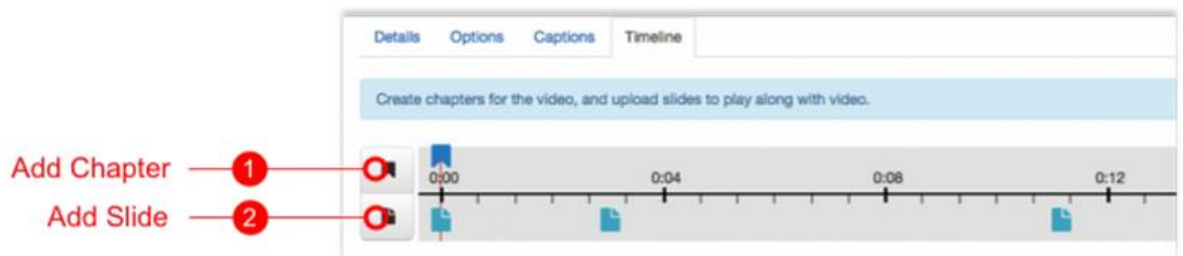 Details Options Captions Timeline
Create chapters for the video, and upload slides to play along with video.
Add Chapter 1
0:00 0:04 0:08 0:12
Add Slide 2